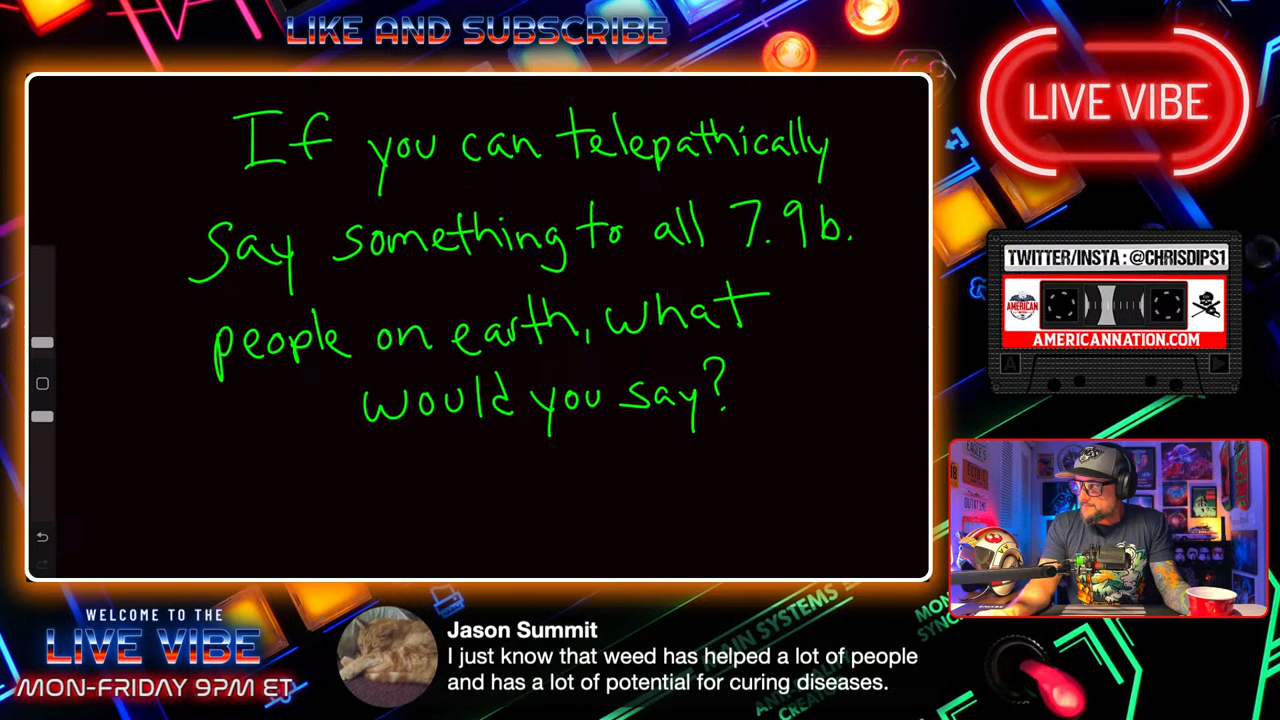 LIKE AND SUBSCRIBE
LIVE VIBE
If you can telepathically
Say something to all 7.9 b.
people on earth, what
would you say?
TWITTER/INSTA : @CHRISDIPS1
AMERICAN
AMERICANNATION.COM
A
WELCOME TO THE
LIVE VIBE
MON-FRIDAY 9PM ET
Jason Summit
I just know that weed has helped a lot of people
and has a lot of potential for curing diseases.